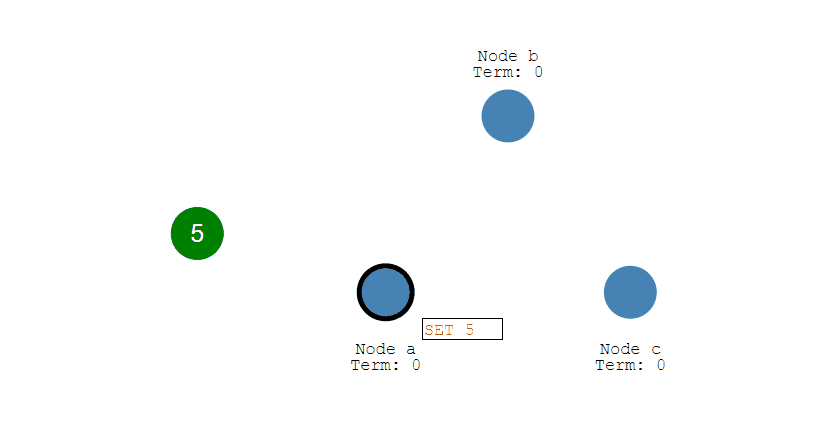 Node b
Term: 0
5
SET 5
Node a
Term: 0
Node c
Term: 0